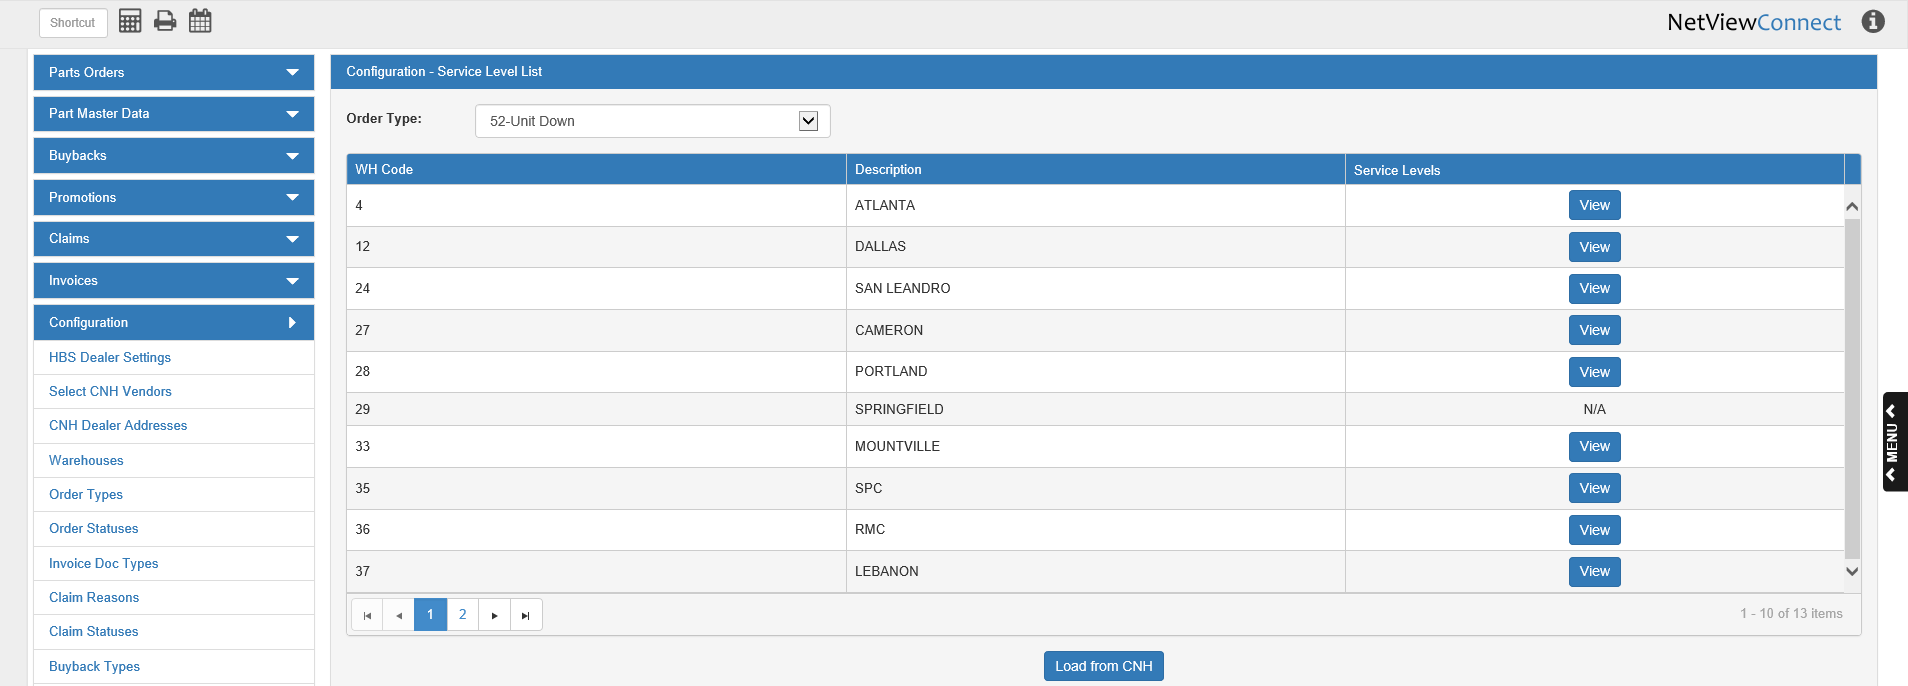 Shortcut
NetViewConnect
Parts Orders
Part Master Data
Buybacks
Promotions
Claims
Invoices
Configuration
HBS Dealer Settings
Select CNH Vendors
CNH Dealer Addresses
Warehouses
Order Types
Order Statuses
Invoice Doc Types
Claim Reasons
Claim Statuses
Buyback Types
Configuration - Service Level List
Order Type: 52-Unit Down
WH Code Description Service Levels
4 ATLANTA View
12 DALLAS View
24 SAN LEANDRO View
27 CAMERON View
28 PORTLAND View
29 SPRINGFIELD N/A
33 MOUNTVILLE View
35 SPC View
36 RMC View
37 LEBANON View
1 2 1 - 10 of 13 items
Load from CNH
MENU